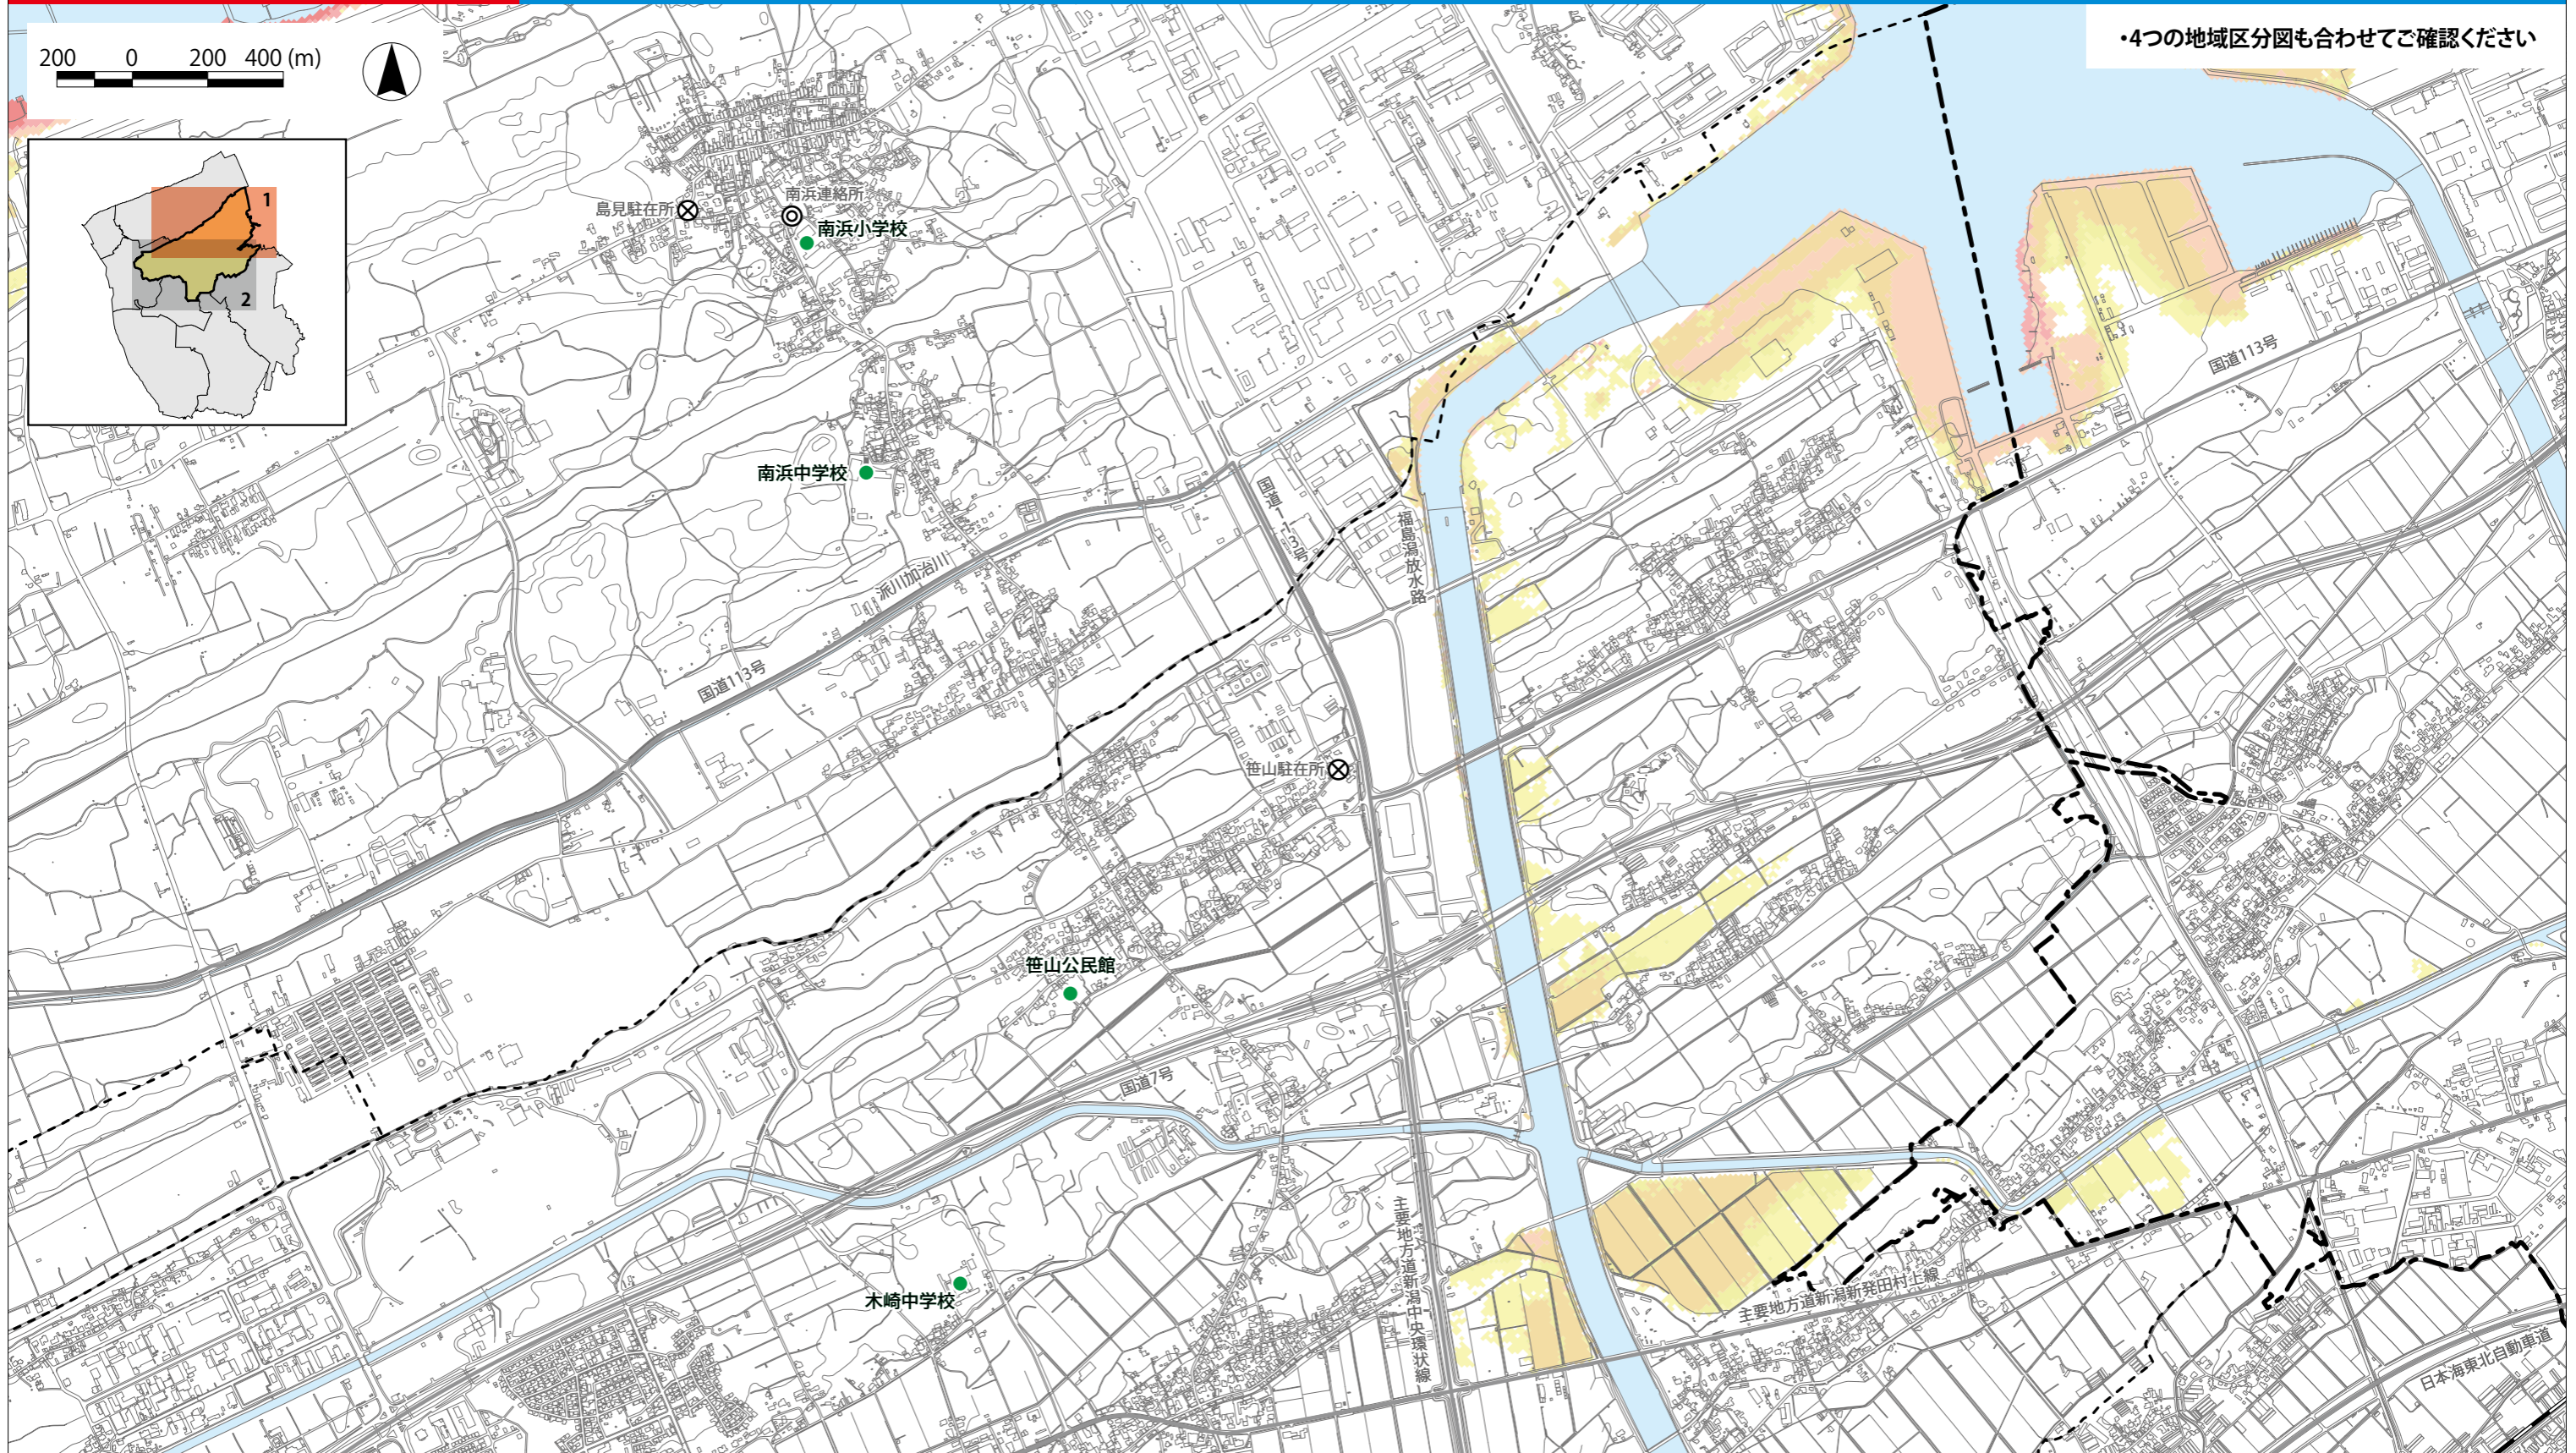 ・4つの地域区分図も合わせてご確認ください
200 0 200 400 (m)
1
2
南浜連絡所
島見駐在所
南浜小学校
国道113号
南浜中学校
国道113号
福島潟放水路
派川加治川
国道113号
笹山駐在所
笹山公民館
国道7号
主要地方道新潟中央環状線
木崎中学校
主要地方道新潟新発田村上線
日本海東北自動車道